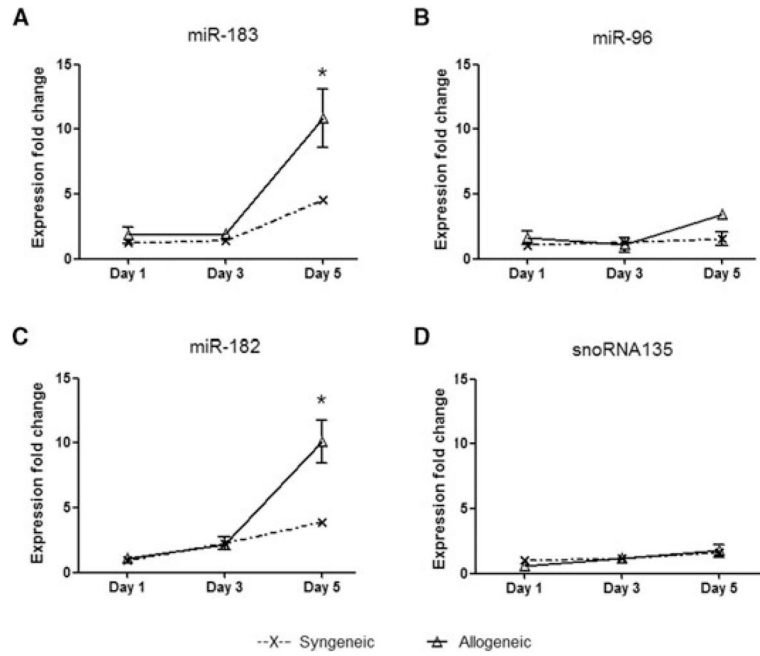 A
miR-183
Expression fold change
15
*
10
5
0
Day 1 Day 3 Day 5
B
miR-96
Expression fold change
15
10
5
0
Day 1 Day 3 Day 5
C
miR-182
Expression fold change
15
*
10
5
0
Day 1 Day 3 Day 5
D
snoRNA135
Expression fold change
15
10
5
0
Day 1 Day 3 Day 5
Syngeneic Allogeneic